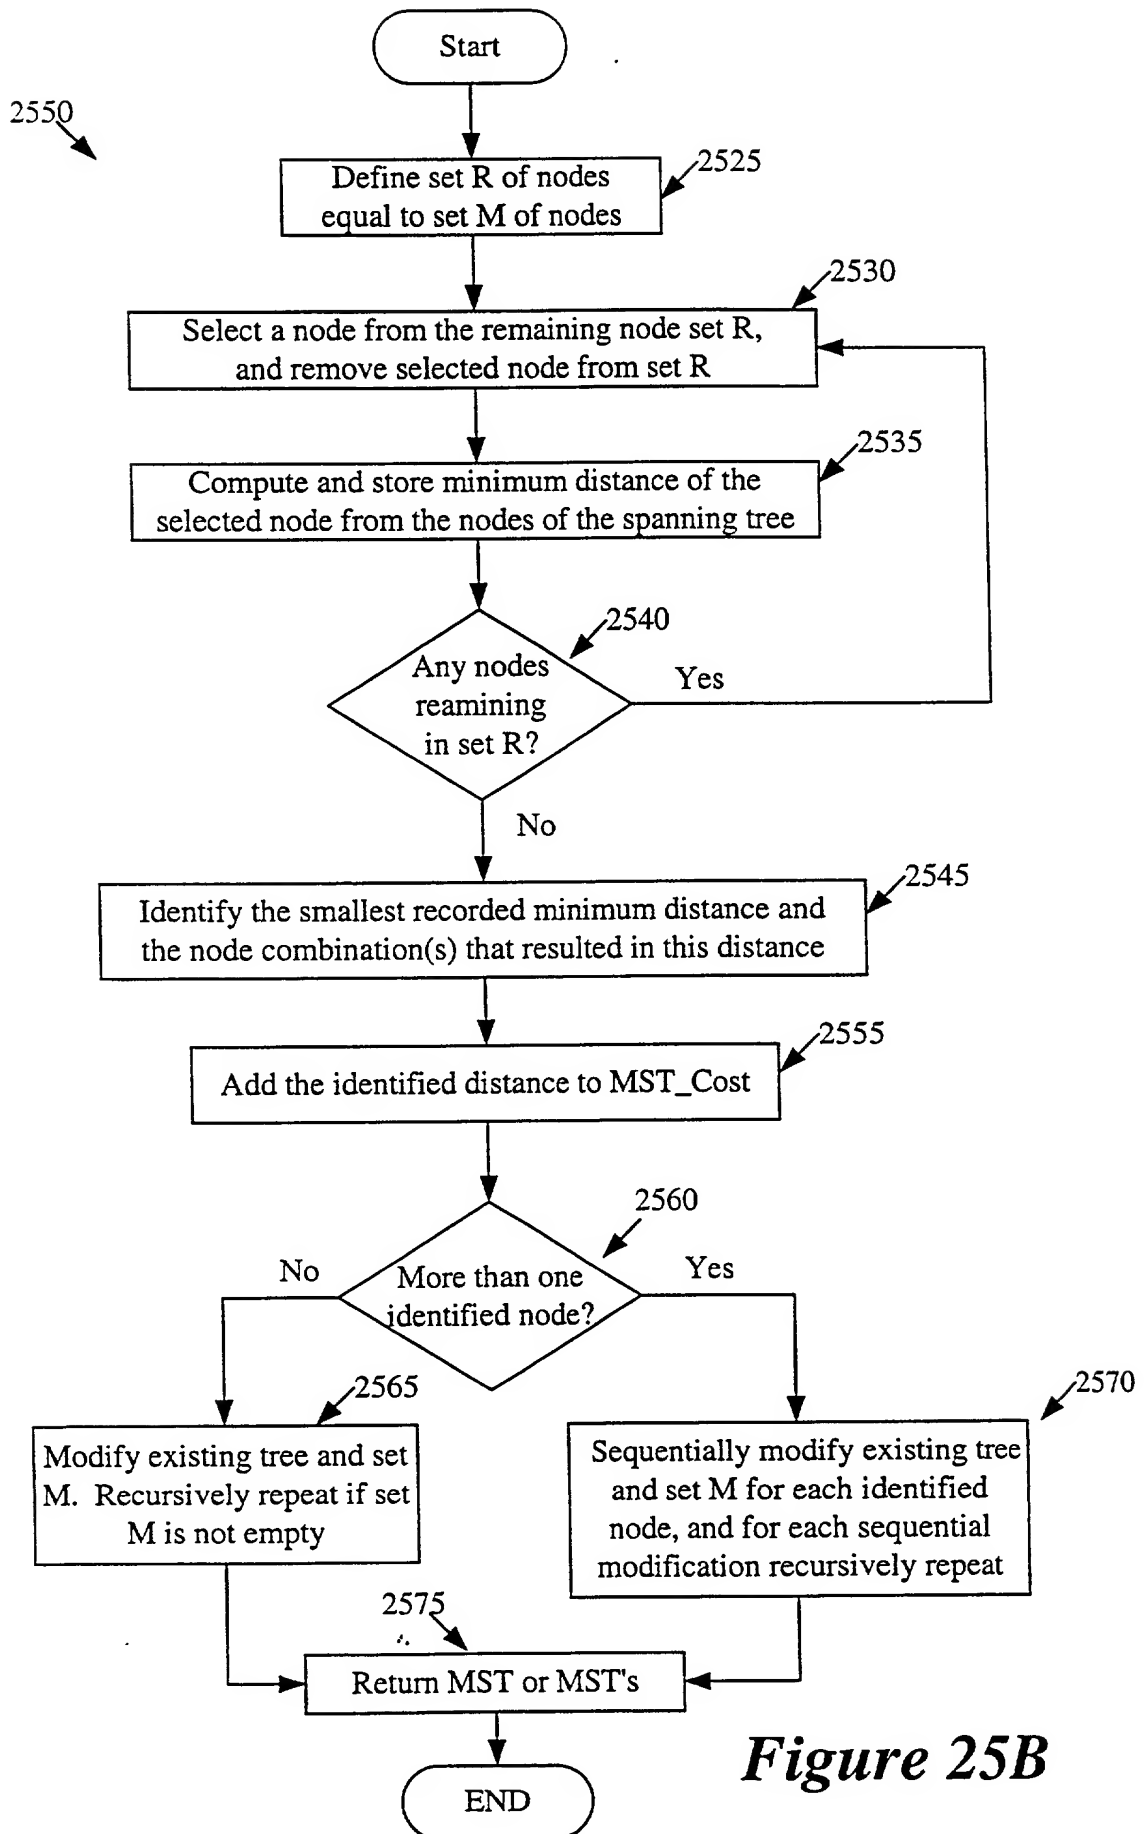 Start
2550
2525
Define set R of nodes
equal to set M of nodes
2530
Select a node from the remaining node set R,
and remove selected node from set R
2535
Compute and store minimum distance of the
selected node from the nodes of the spanning tree
2540
Any nodes
reamining
in set R?
Yes
No
2545
Identify the smallest recorded minimum distance and
the node combination(s) that resulted in this distance
2555
Add the identified distance to MST_Cost
2560
No
More than one
identified node?
Yes
2565
Modify existing tree and set
M. Recursively repeat if set
M is not empty
2570
Sequentially modify existing tree
and set M for each identified
node, and for each sequential
modification recursively repeat
2575
Return MST or MST's
END
Figure 25B